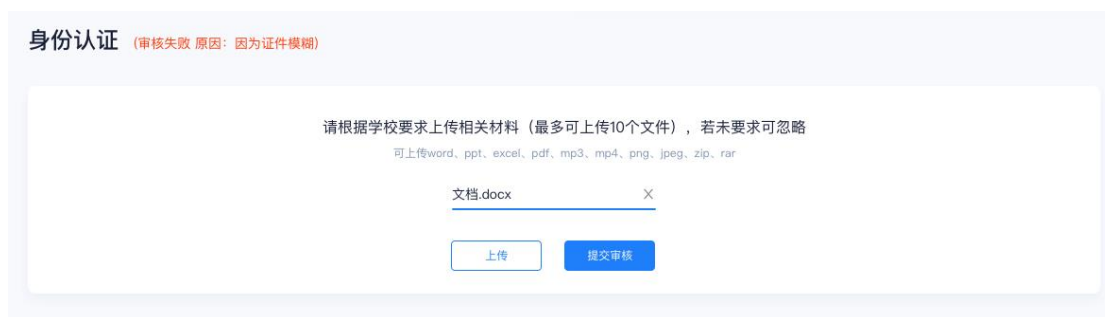 身份认证 (审核失败 原因：因为证件模糊)
请根据学校要求上传相关材料（最多可上传10个文件），若未要求可忽略
可上传word、ppt、excel、pdf、mp3、mp4、png、jpeg、zip、rar
文档.docx X
上传 提交审核